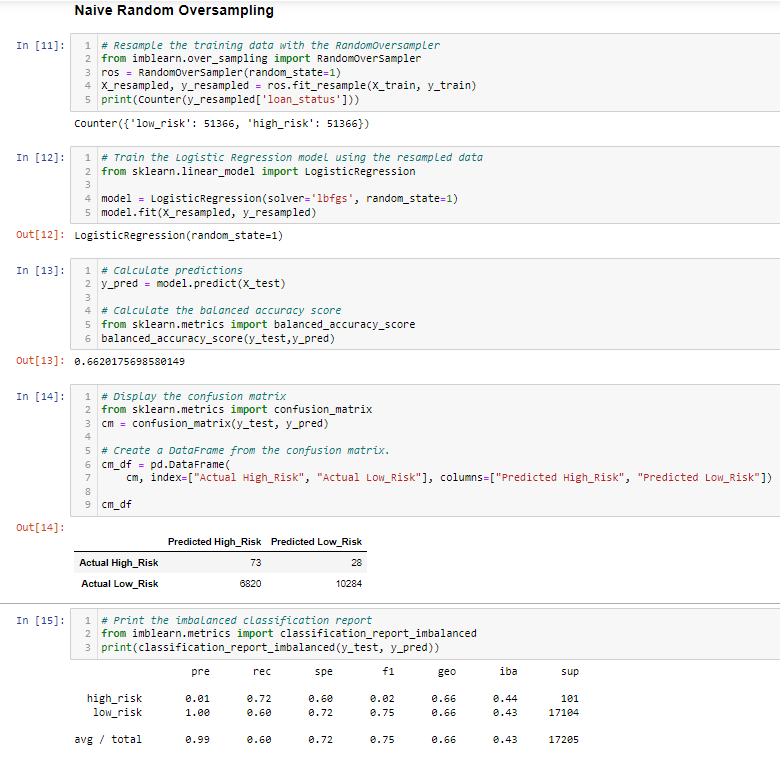 Naive Random Oversampling
In [11]:
1 # Resample the training data with the RandomOversampler
2 from imblearn.over_sampling import RandomOverSampler
3 ros = RandomOverSampler(random_state=1)
4 X_resampled, y_resampled = ros.fit_resample(X_train, y_train)
5 print(Counter(y_resampled['loan_status']))
Counter({'low_risk': 51366, 'high_risk': 51366})
In [12]:
1 # Train the Logistic Regression model using the resampled data
2 from sklearn.linear_model import LogisticRegression
3
4 model = LogisticRegression(solver='lbfgs', random_state=1)
5 model.fit(X_resampled, y_resampled)
Out[12]: LogisticRegression(random_state=1)
In [13]:
1 # Calculate predictions
2 y_pred = model.predict(X_test)
3
4 # Calculate the balanced accuracy score
5 from sklearn.metrics import balanced_accuracy_score
6 balanced_accuracy_score(y_test,y_pred)
Out[13]: 0.6620175698580149
In [14]:
1 # Display the confusion matrix
2 from sklearn.metrics import confusion_matrix
3 cm = confusion_matrix(y_test, y_pred)
4
5 # Create a DataFrame from the confusion matrix.
6 cm_df = pd.DataFrame(
7     cm, index=["Actual High_Risk", "Actual Low_Risk"], columns=["Predicted High_Risk", "Predicted Low_Risk"])
8
9 cm_df
Out[14]:
Predicted High_Risk Predicted Low_Risk
Actual High_Risk 73 28
Actual Low_Risk 6820 10284
In [15]:
1 # Print the imbalanced classification report
2 from imblearn.metrics import classification_report_imbalanced
3 print(classification_report_imbalanced(y_test, y_pred))
pre rec spe f1 geo iba sup
high_risk 0.01 0.72 0.60 0.02 0.66 0.44 101
low_risk 1.00 0.60 0.72 0.75 0.66 0.43 17104
avg / total 0.99 0.60 0.72 0.75 0.66 0.43 17205